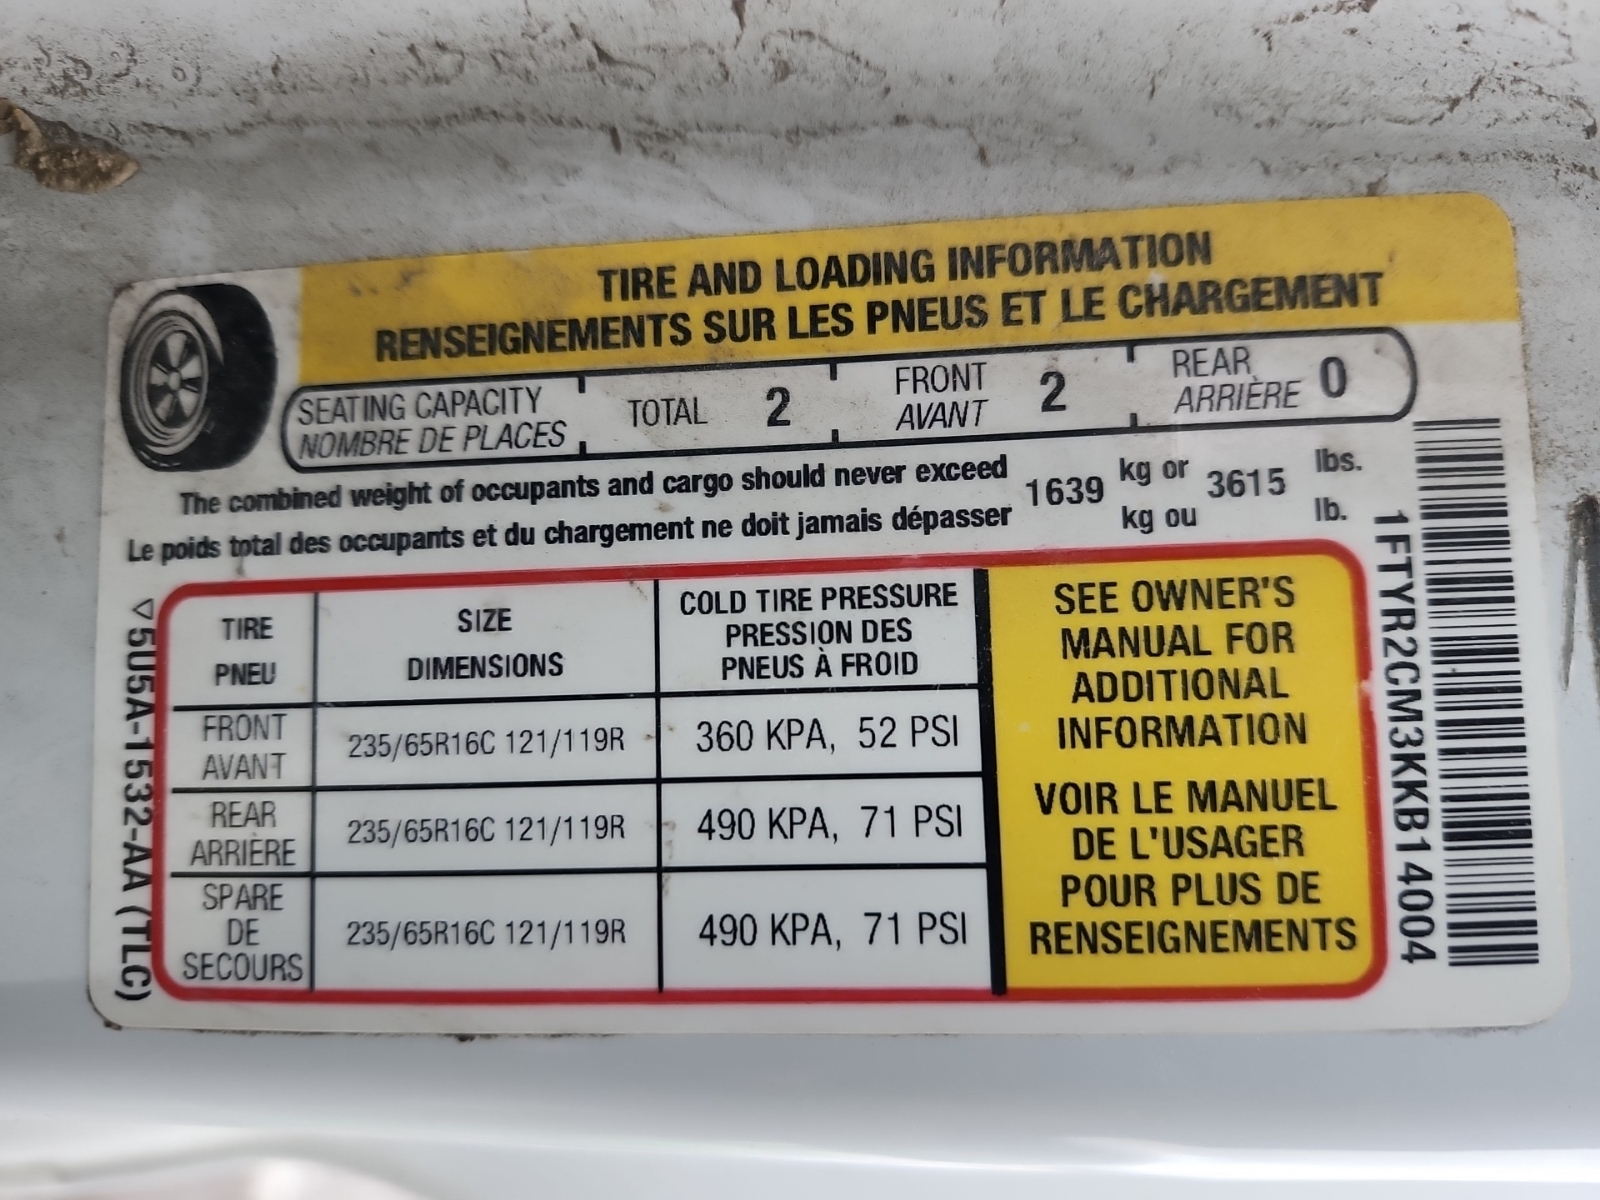 TIRE AND LOADING INFORMATION
RENSEIGNEMENTS SUR LES PNEUS ET LE CHARGEMENT
SEATING CAPACITY TOTAL 2 FRONT 2 REAR 0
NOMBRE DE PLACES AVANT ARRIÈRE
The combined weight of occupants and cargo should never exceed 1639 kg or 3615 lbs.
Le poids total des occupants et du chargement ne doit jamais dépasser kg ou lb.
TIRE SIZE COLD TIRE PRESSURE
PNEU DIMENSIONS PRESSION DES
PNEUS À FROID
FRONT
AVANT 235/65R16C 121/119R 360 KPA, 52 PSI
REAR
ARRIÈRE 235/65R16C 121/119R 490 KPA, 71 PSI
SPARE
DE
SECOURS 235/65R16C 121/119R 490 KPA, 71 PSI
SEE OWNER'S
MANUAL FOR
ADDITIONAL
INFORMATION
VOIR LE MANUEL
DE L'USAGER
POUR PLUS DE
RENSEIGNEMENTS
5U5A-1532-AA (TLC)
1FTYR2CM3KKB14004